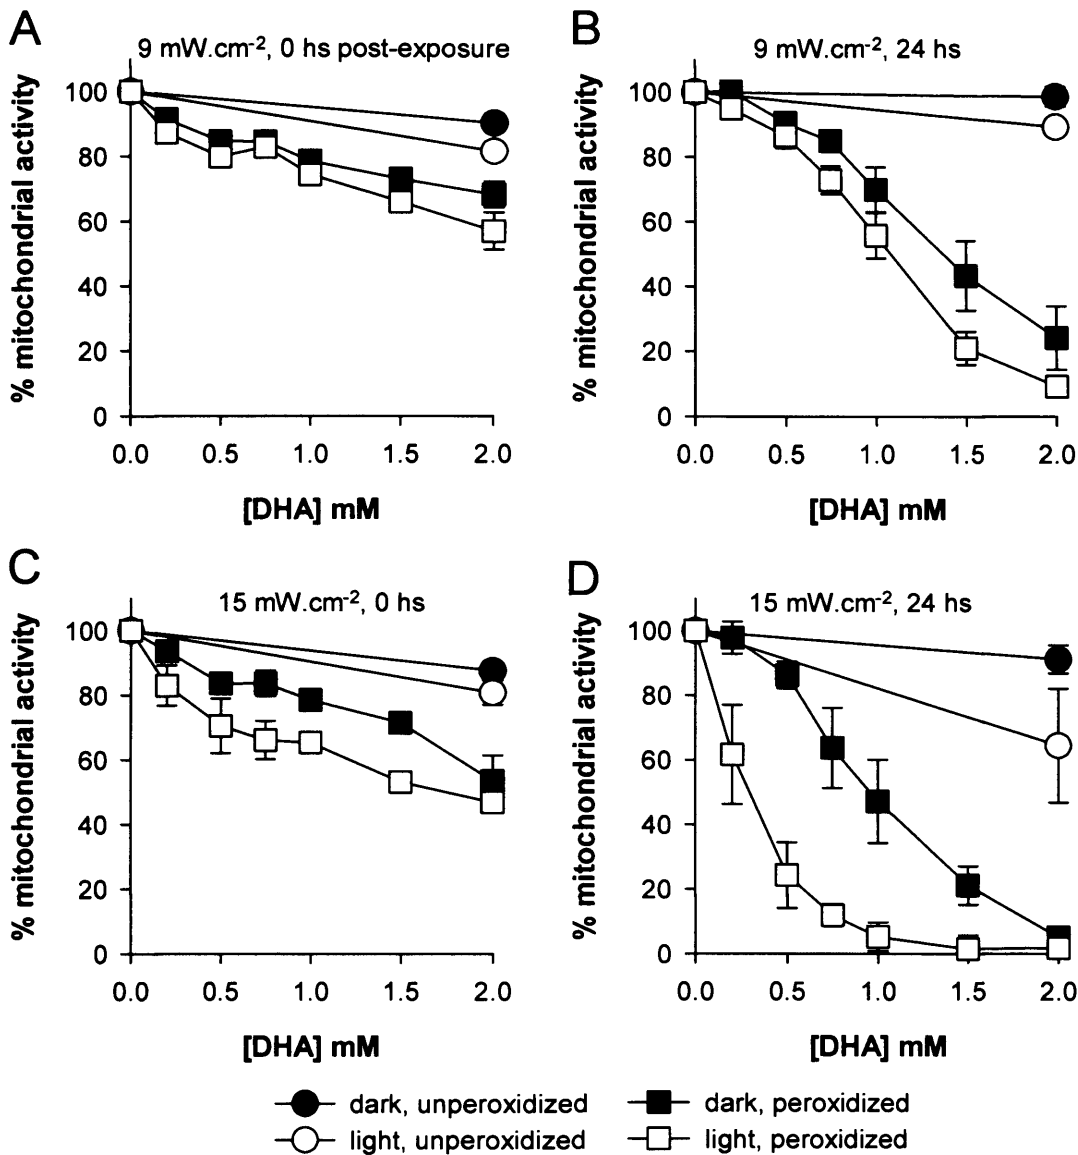 A
9 mW.cm-2, 0 hs post-exposure
% mitochondrial activity
100
80
60
40
20
0
0.0 0.5 1.0 1.5 2.0
[DHA] mM
B
9 mW.cm-2, 24 hs
% mitochondrial activity
100
80
60
40
20
0
0.0 0.5 1.0 1.5 2.0
[DHA] mM
C
15 mW.cm-2, 0 hs
% mitochondrial activity
100
80
60
40
20
0
0.0 0.5 1.0 1.5 2.0
[DHA] mM
D
15 mW.cm-2, 24 hs
% mitochondrial activity
100
80
60
40
20
0
0.0 0.5 1.0 1.5 2.0
[DHA] mM
dark, unperoxidized
light, unperoxidized
dark, peroxidized
light, peroxidized